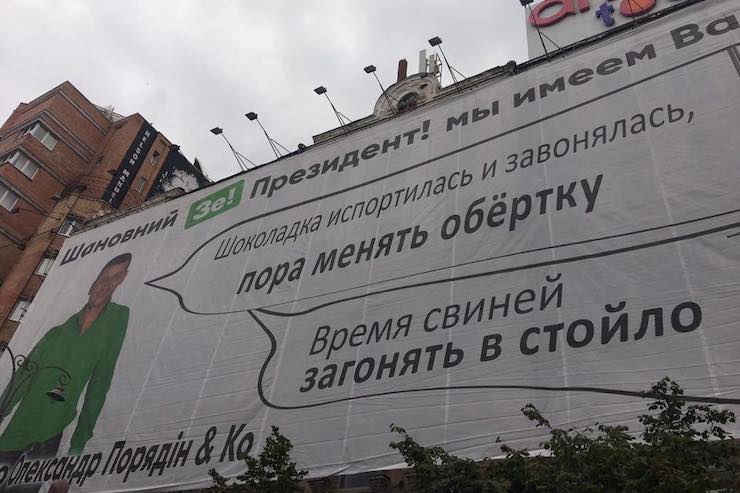 Шановний Зе! Президент! мы имеем Ва
Шоколадка испортилась и завонялась,
пора менять обёртку
Время свиней
загонять в стойло
Олександр Порядін & Ко